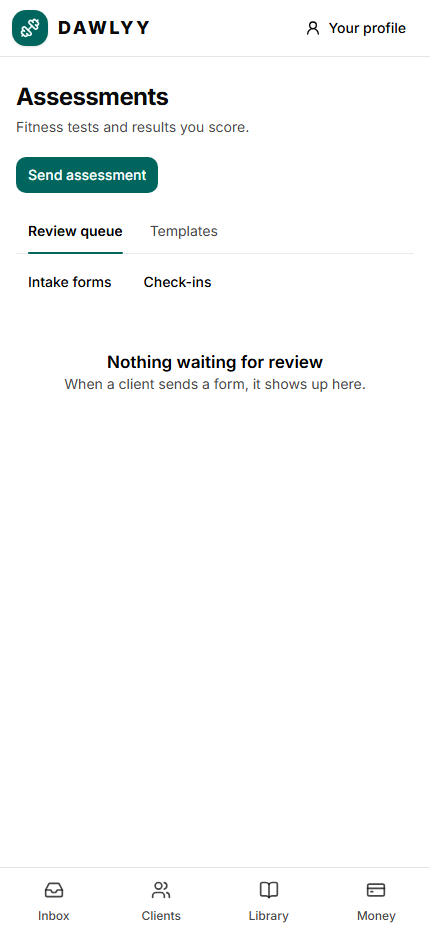 DAWLYY
Your profile
Assessments
Fitness tests and results you score.
Send assessment
Review queue
Templates
Intake forms
Check-ins
Nothing waiting for review
When a client sends a form, it shows up here.
Inbox
Clients
Library
Money